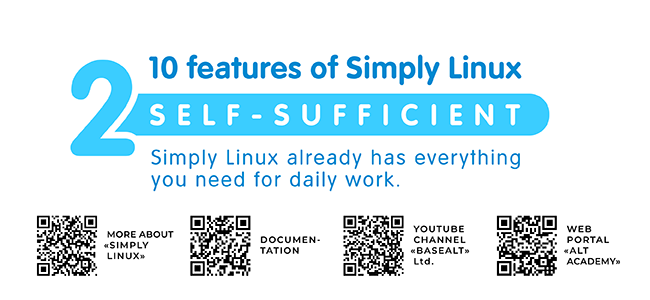 2
10 features of Simply Linux
SELF-SUFFICIENT
Simply Linux already has everything
you need for daily work.
MORE ABOUT
«SIMPLY
LINUX»
DOCUMEN-
TATION
YOUTUBE
CHANNEL
«BASEALT»
Ltd.
WEB
PORTAL
«ALT
ACADEMY»